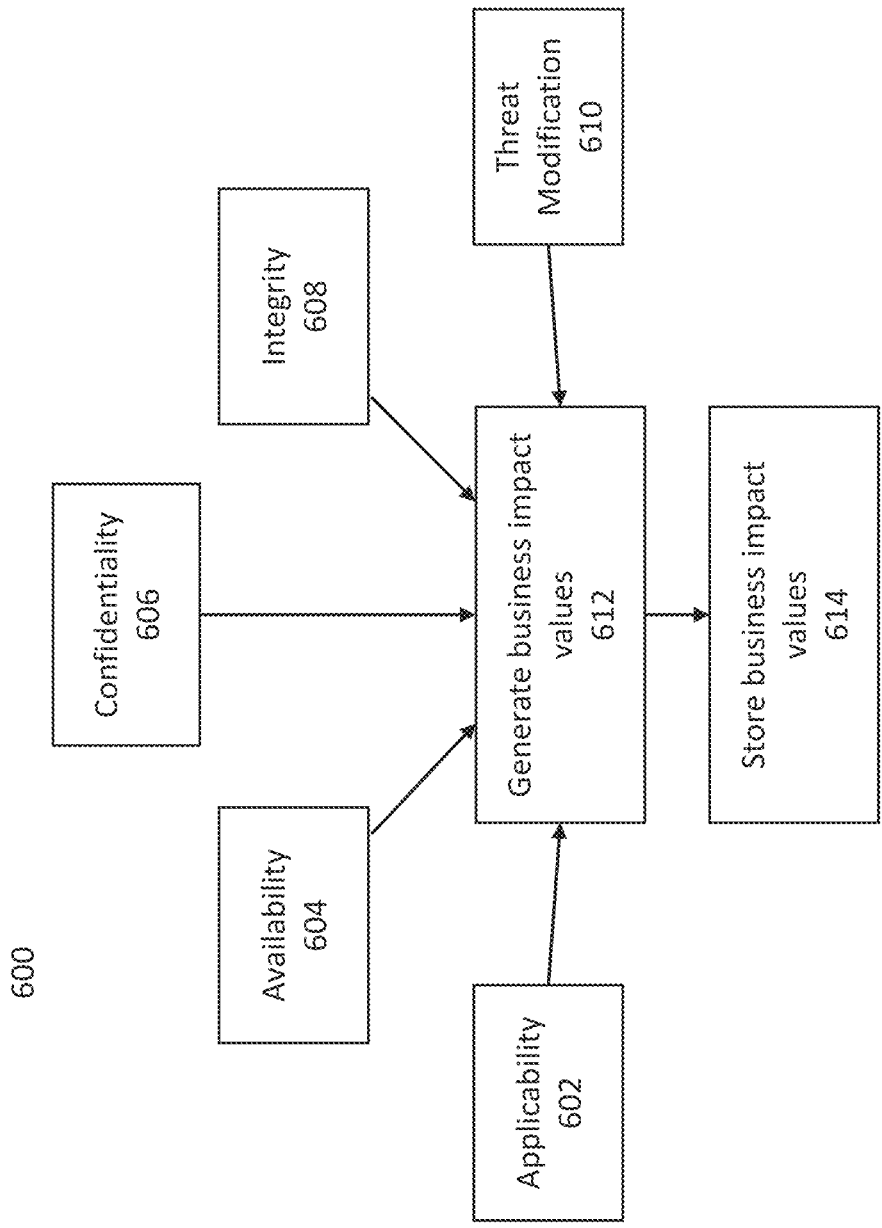 600
Confidentiality
606
Availability
604
Integrity
608
Applicability
602
Generate business impact
values
612
Threat
Modification
610
Store business impact
values
614